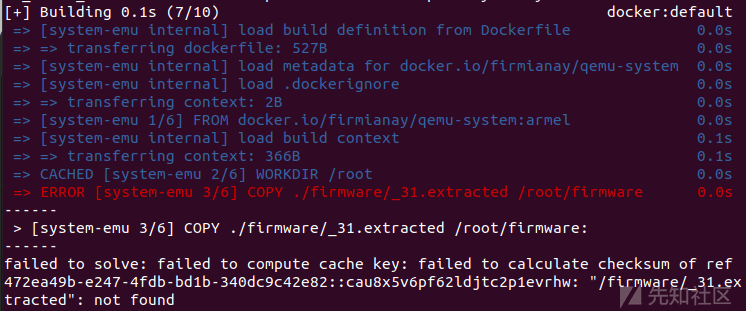 [+] Building 0.1s (7/10) docker:default
=> [system-emu internal] load build definition from Dockerfile 0.0s
=> => transferring dockerfile: 527B 0.0s
=> [system-emu internal] load metadata for docker.io/firmianay/qemu-system 0.0s
=> [system-emu internal] load .dockerignore 0.0s
=> => transferring context: 2B 0.0s
=> [system-emu 1/6] FROM docker.io/firmianay/qemu-system:armel 0.0s
=> [system-emu internal] load build context 0.1s
=> => transferring context: 366B 0.1s
=> CACHED [system-emu 2/6] WORKDIR /root 0.0s
=> ERROR [system-emu 3/6] COPY ./firmware/_31.extracted /root/firmware 0.0s
------
> [system-emu 3/6] COPY ./firmware/_31.extracted /root/firmware:
------
failed to solve: failed to compute cache key: failed to calculate checksum of ref
472ea49b-e247-4fdb-bd1b-340dc9c42e82::cau8x5v6pf62ldjtc2p1evrhw: "/firmware/_31.ex
tracted": not found
先知社区